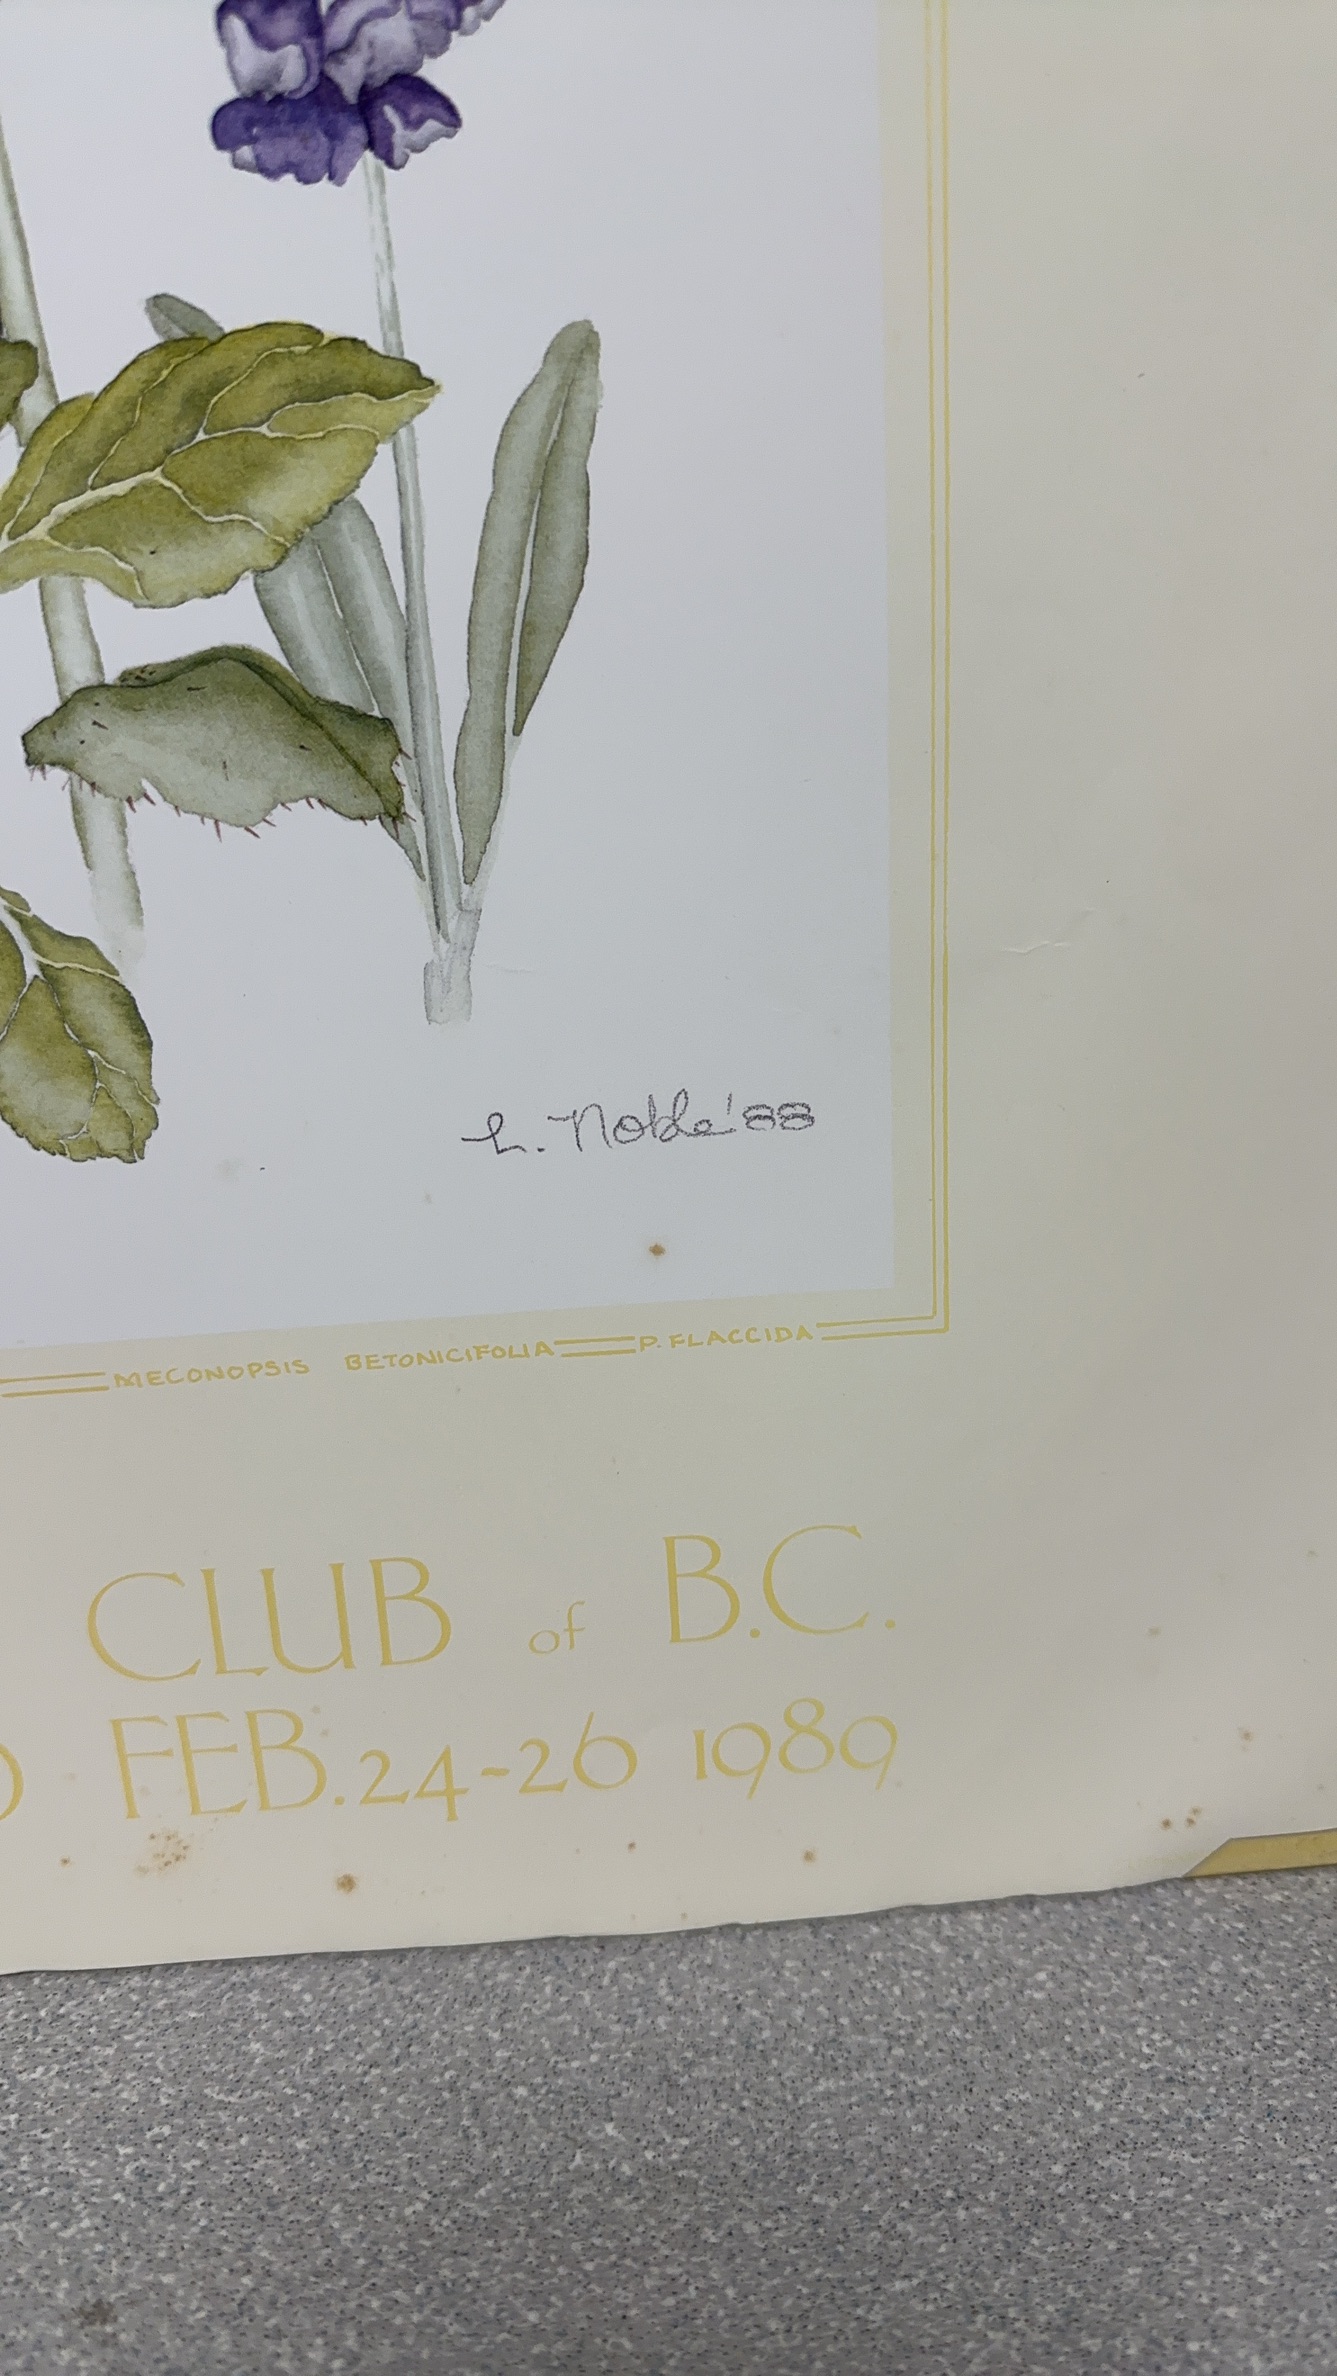 L. Noble '88
MECONOPSIS BETONICIFOLIA P. FLACCIDA
CLUB of B.C.
FEB. 24-26 1989